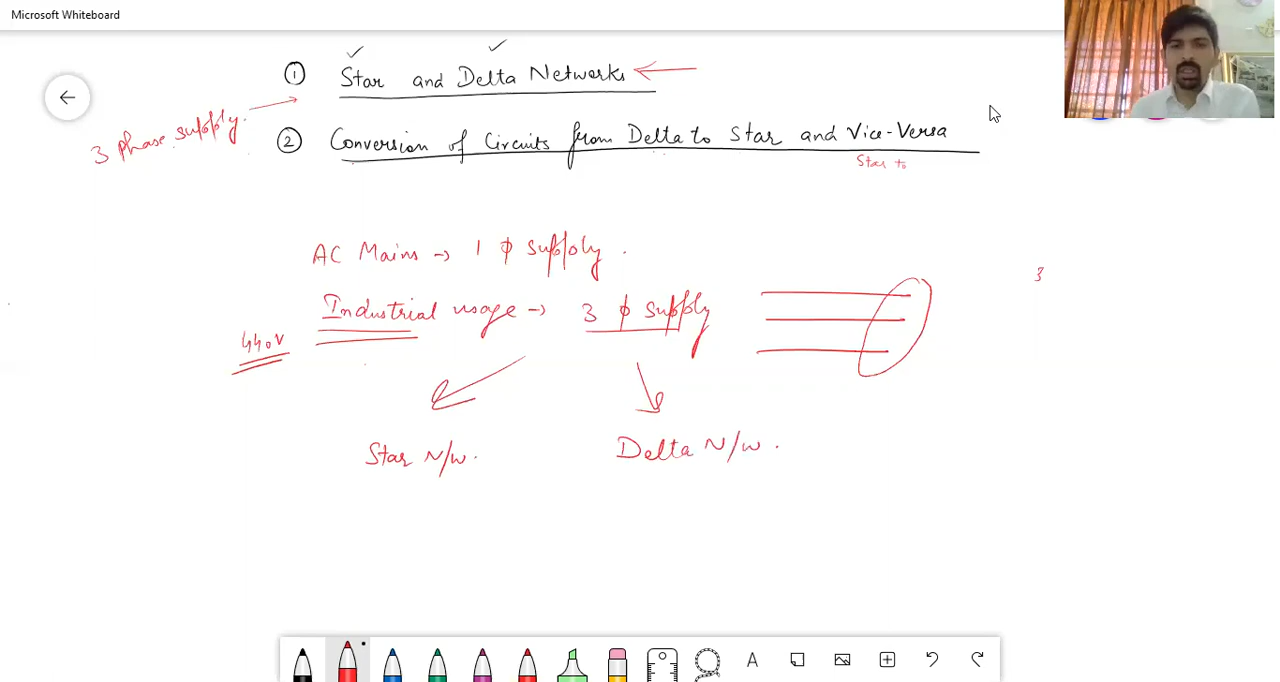 Microsoft Whiteboard
① Star and Delta Networks
3 phase supply.
② Conversion of Circuits from Delta to Star and Vice-Versa
Star to
AC Mains → 1 ϕ supply.
3
Industrial usage → 3 ϕ supply
440V
Star N/w.
Delta N/w.
A